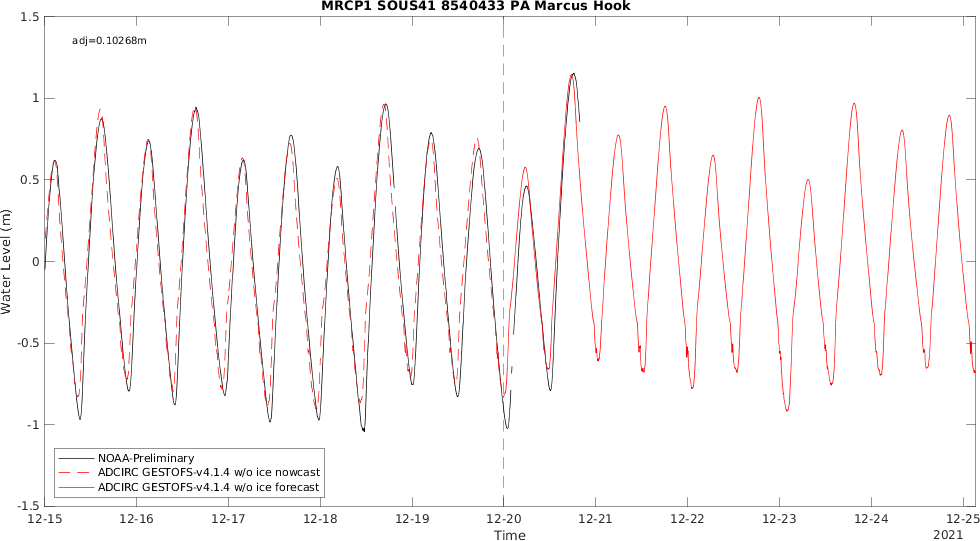 MRCP1 SOUS41 8540433 PA Marcus Hook
1.5
adj=0.10268m
1
0.5
0
-0.5
-1
-1.5
Water Level (m)
NOAA-Preliminary
ADCIRC GESTOFS-v4.1.4 w/o ice nowcast
ADCIRC GESTOFS-v4.1.4 w/o ice forecast
12-15 12-16 12-17 12-18 12-19 12-20 12-21 12-22 12-23 12-24 12-25
Time
2021